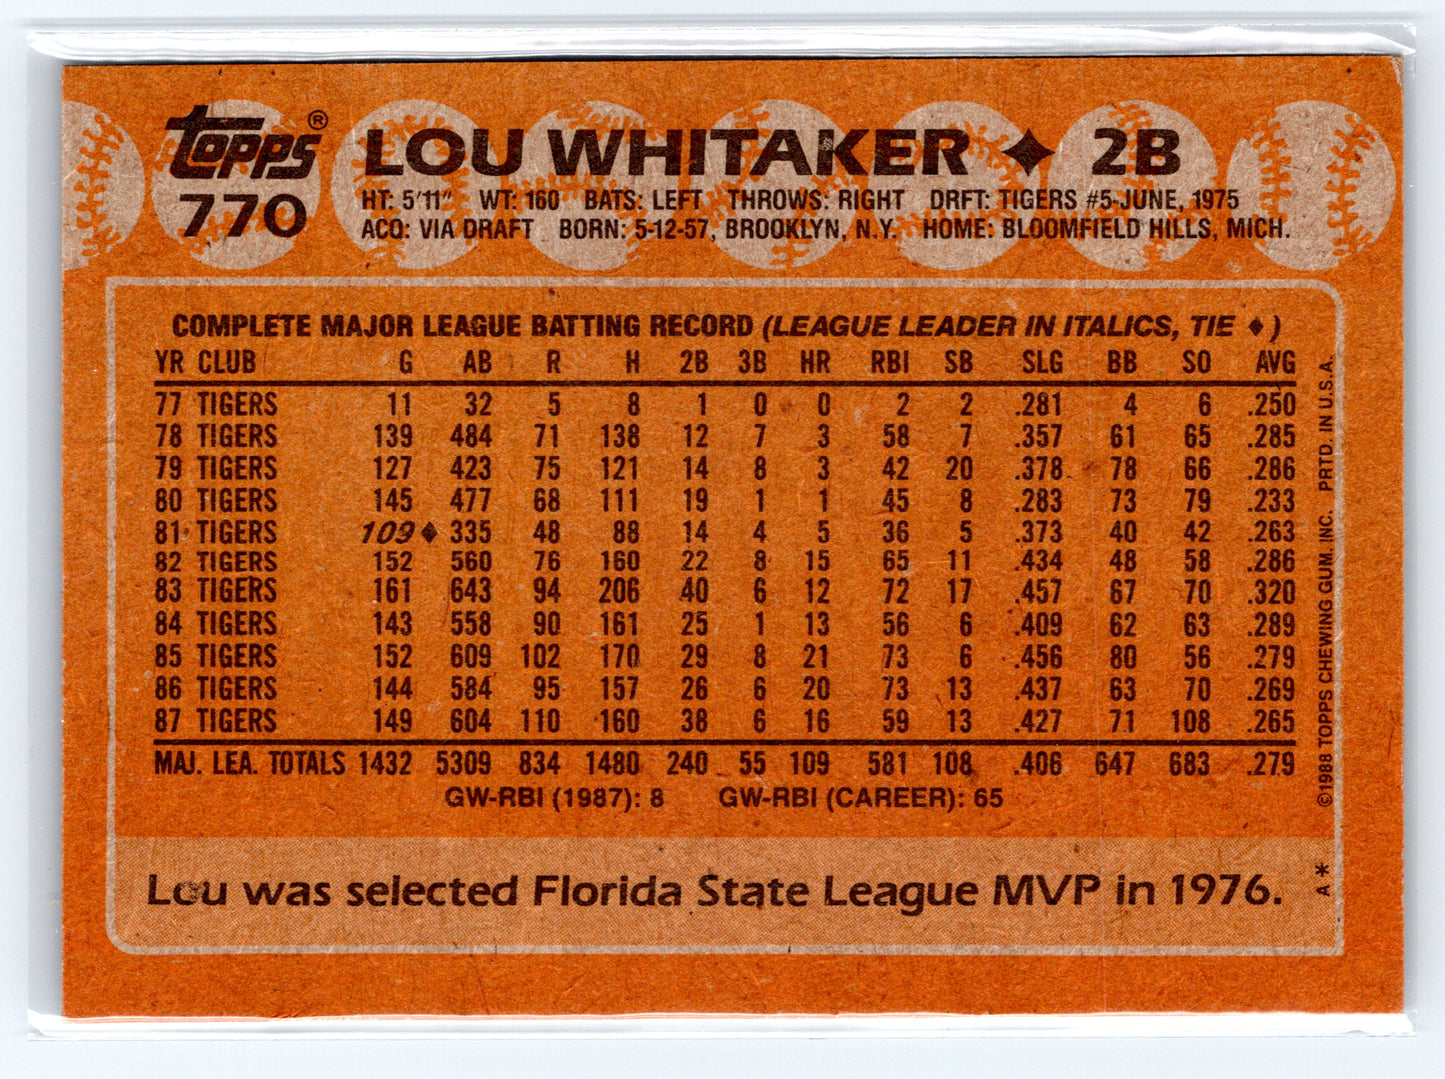 topps® LOU WHITAKER ♦ 2B
770 HT: 5'11" WT: 160 BATS: LEFT THROWS: RIGHT DRFT: TIGERS #5-JUNE, 1975
ACQ: VIA DRAFT BORN: 5-12-57, BROOKLYN, N.Y. HOME: BLOOMFIELD HILLS, MICH.
COMPLETE MAJOR LEAGUE BATTING RECORD (LEAGUE LEADER IN ITALICS, TIE ♦)
YR CLUB G AB R H 2B 3B HR RBI SB SLG BB SO AVG
77 TIGERS 11 32 5 8 1 0 0 2 2 .281 4 6 .250
78 TIGERS 139 484 71 138 12 7 3 58 7 .357 61 65 .285
79 TIGERS 127 423 75 121 14 8 3 42 20 .378 78 66 .286
80 TIGERS 145 477 68 111 19 1 1 45 8 .283 73 79 .233
81 TIGERS 109♦ 335 48 88 14 4 5 36 5 .373 40 42 .263
82 TIGERS 152 560 76 160 22 8 15 65 11 .434 48 58 .286
83 TIGERS 161 643 94 206 40 6 12 72 17 .457 67 70 .320
84 TIGERS 143 558 90 161 25 1 13 56 6 .409 62 63 .289
85 TIGERS 152 609 102 170 29 8 21 73 6 .456 80 56 .279
86 TIGERS 144 584 95 157 26 6 20 73 13 .437 63 70 .269
87 TIGERS 149 604 110 160 38 6 16 59 13 .427 71 108 .265
MAJ. LEA. TOTALS 1432 5309 834 1480 240 55 109 581 108 .406 647 683 .279
GW-RBI (1987): 8 GW-RBI (CAREER): 65
Lou was selected Florida State League MVP in 1976.
A* ©1988 TOPPS CHEWING GUM, INC. PRTD. IN U.S.A.